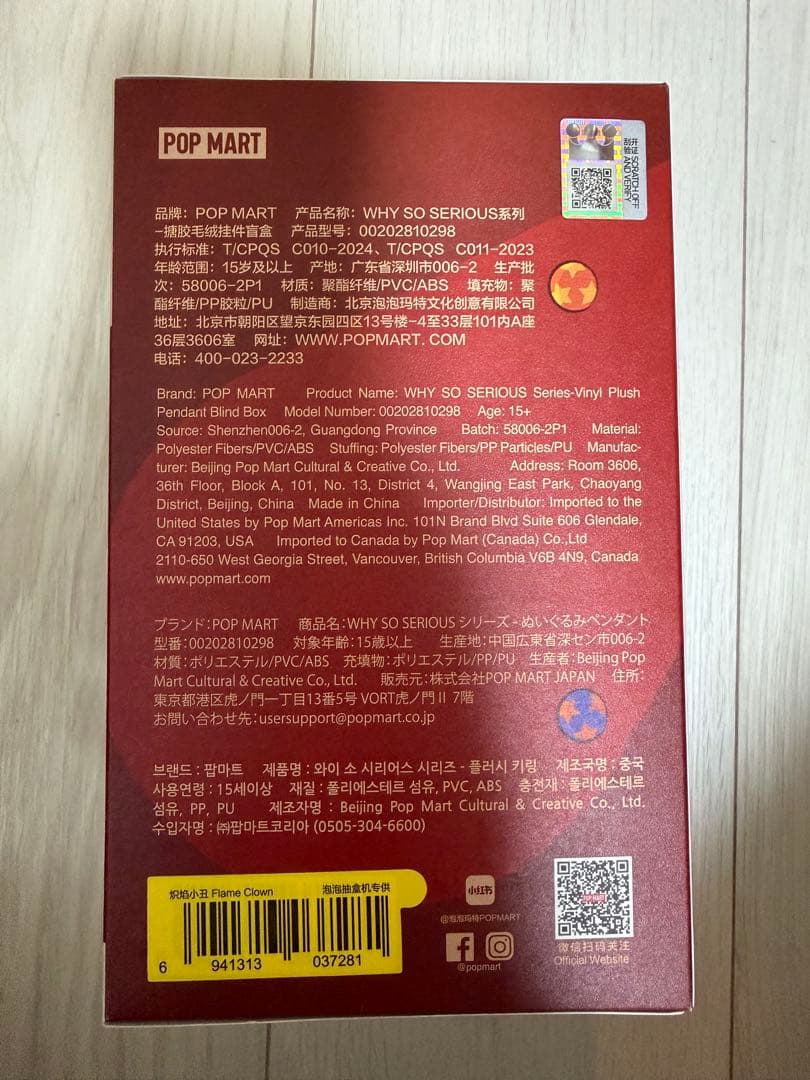 POP MART
刮开验证 SCRATCH OFF AND VERIFY
品牌：POP MART 产品名称：WHY SO SERIOUS系列
-搪胶毛绒挂件盲盒 产品型号：00202810298
执行标准：T/CPQS C010-2024、T/CPQS C011-2023
年龄范围：15岁及以上 产地：广东省深圳市006-2 生产批
次：58006-2P1 材质：聚酯纤维/PVC/ABS 填充物：聚
酯纤维/PP胶粒/PU 制造商：北京泡泡玛特文化创意有限公司
地址：北京市朝阳区望京东园四区13号楼-4至33层101内A座
36层3606室 网址：WWW.POPMART. COM
电话：400-023-2233
Brand: POP MART Product Name: WHY SO SERIOUS Series-Vinyl Plush
Pendant Blind Box Model Number: 00202810298 Age: 15+
Source: Shenzhen006-2, Guangdong Province Batch: 58006-2P1 Material:
Polyester Fibers/PVC/ABS Stuffing: Polyester Fibers/PP Particles/PU Manufac-
turer: Beijing Pop Mart Cultural & Creative Co., Ltd. Address: Room 3606,
36th Floor, Block A, 101, No. 13, District 4, Wangjing East Park, Chaoyang
District, Beijing, China Made in China Importer/Distributor: Imported to the
United States by Pop Mart Americas Inc. 101N Brand Blvd Suite 606 Glendale,
CA 91203, USA Imported to Canada by Pop Mart (Canada) Co.,Ltd
2110-650 West Georgia Street, Vancouver, British Columbia V6B 4N9, Canada
www.popmart.com
ブランド：POP MART 商品名：WHY SO SERIOUS シリーズ - ぬいぐるみペンダント
型番：00202810298 対象年齢：15歳以上 生産地：中国広東省深セン市006-2
材質：ポリエステル/PVC/ABS 充填物：ポリエステル/PP/PU 生産者：Beijing Pop
Mart Cultural & Creative Co., Ltd. 販売元：株式会社POP MART JAPAN 住所：
東京都港区虎ノ門一丁目13番5号 VORT虎ノ門Ⅱ 7階
お問い合わせ先：usersupport@popmart.co.jp
브랜드 : 팝마트 제품명 : 와이 소 시리어스 시리즈 - 플러시 키링 제조국명 : 중국
사용연령 : 15세이상 재질 : 폴리에스테르 섬유, PVC, ABS 충전재 : 폴리에스테르
섬유, PP, PU 제조자명 : Beijing Pop Mart Cultural & Creative Co., Ltd.
수입자명 : ㈜팝마트코리아 (0505-304-6600)
炽焰小丑 Flame Clown 泡泡抽盒机专供
6 941313 037281
小红书
@泡泡玛特POPMART
@popmart
POP MART
微信扫码关注
Official Website